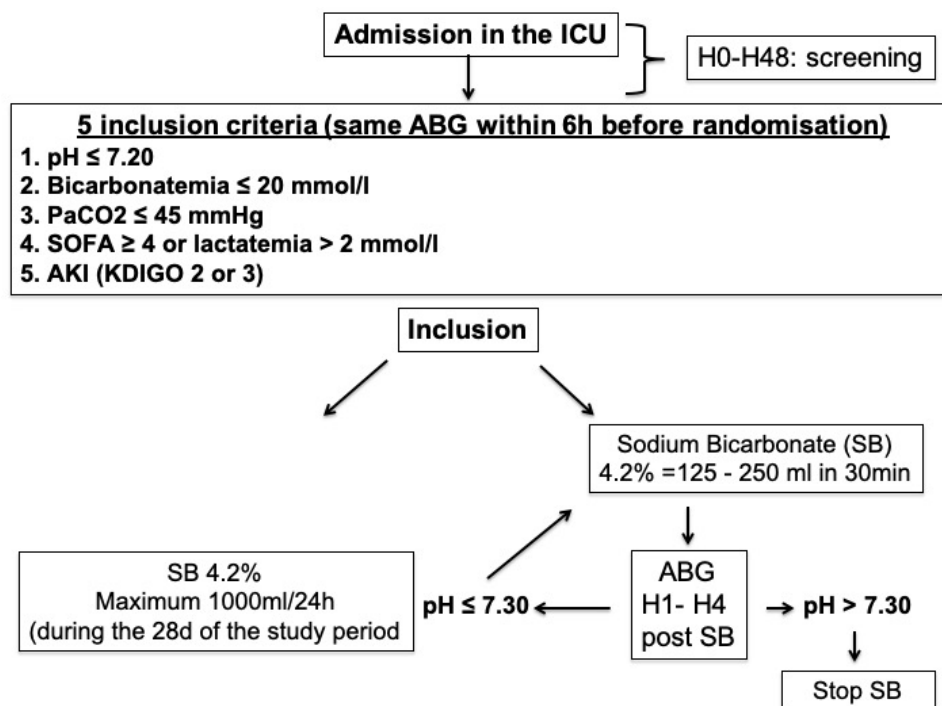 Admission in the ICU
H0-H48: screening
5 inclusion criteria (same ABG within 6h before randomisation)
1. pH ≤ 7.20
2. Bicarbonatemia ≤ 20 mmol/l
3. PaCO2 ≤ 45 mmHg
4. SOFA ≥ 4 or lactatemia > 2 mmol/l
5. AKI (KDIGO 2 or 3)
Inclusion
Sodium Bicarbonate (SB)
4.2% =125 - 250 ml in 30min
SB 4.2%
Maximum 1000ml/24h
(during the 28d of the study period
pH ≤ 7.30
ABG
H1- H4
post SB
pH > 7.30
Stop SB